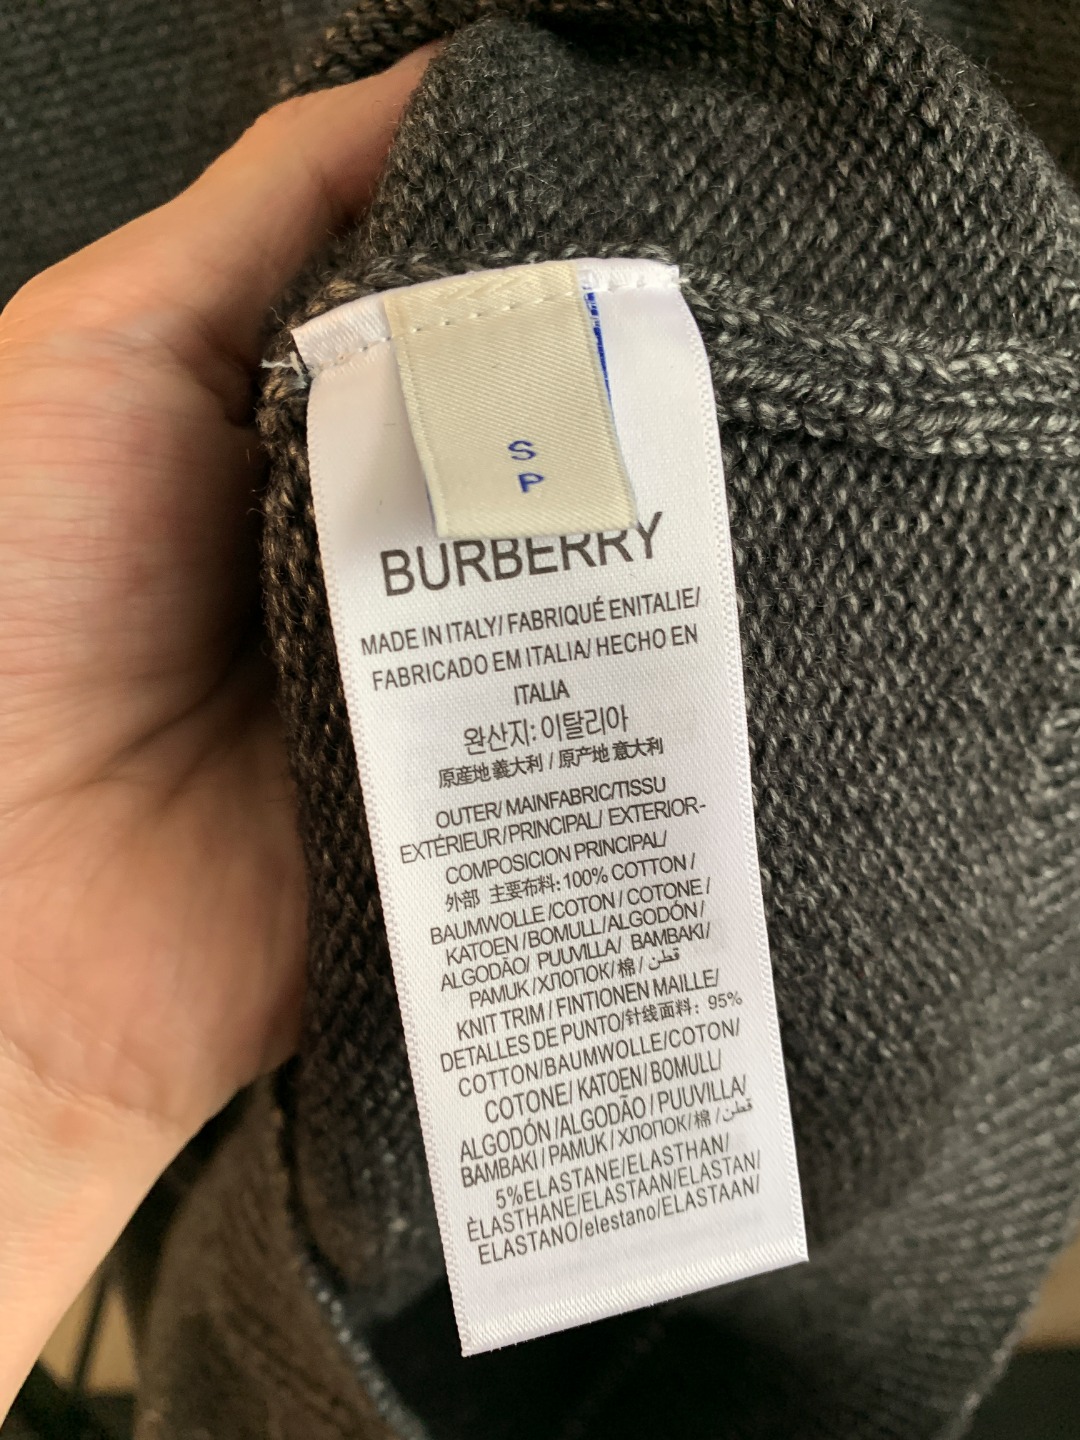 S
P
BURBERRY
MADE IN ITALY/ FABRIQUÉ ENITALIE/
FABRICADO EM ITALIA/ HECHO EN
ITALIA
완산지: 이탈리아
原産地 義大利 / 原产地 意大利
OUTER/ MAINFABRIC/TISSU
EXTÉRIEUR/PRINCIPAL/ EXTERIOR-
COMPOSICION PRINCIPAL/
外部 主要布料: 100% COTTON /
BAUMWOLLE /COTON / COTONE /
KATOEN /BOMULL/ALGODÓN/
ALGODÃO/ PUUVILLA/ BAMBAKI/
PAMUK /ХЛОПОК/棉/ قطن
KNIT TRIM / FINTIONEN MAILLE/
DETALLES DE PUNTO/针线面料: 95%
COTTON/BAUMWOLLE/COTON/
COTONE/ KATOEN/ BOMULL/
ALGODÓN/ALGODÃO / PUUVILLA/
BAMBAKI / PAMUK / ХЛОПОК/棉 / قطن
5%ELASTANE/ELASTHAN/
ÈLASTHANE/ELASTAAN/ELASTAN/
ELASTANO/elestano/ELASTAAN/